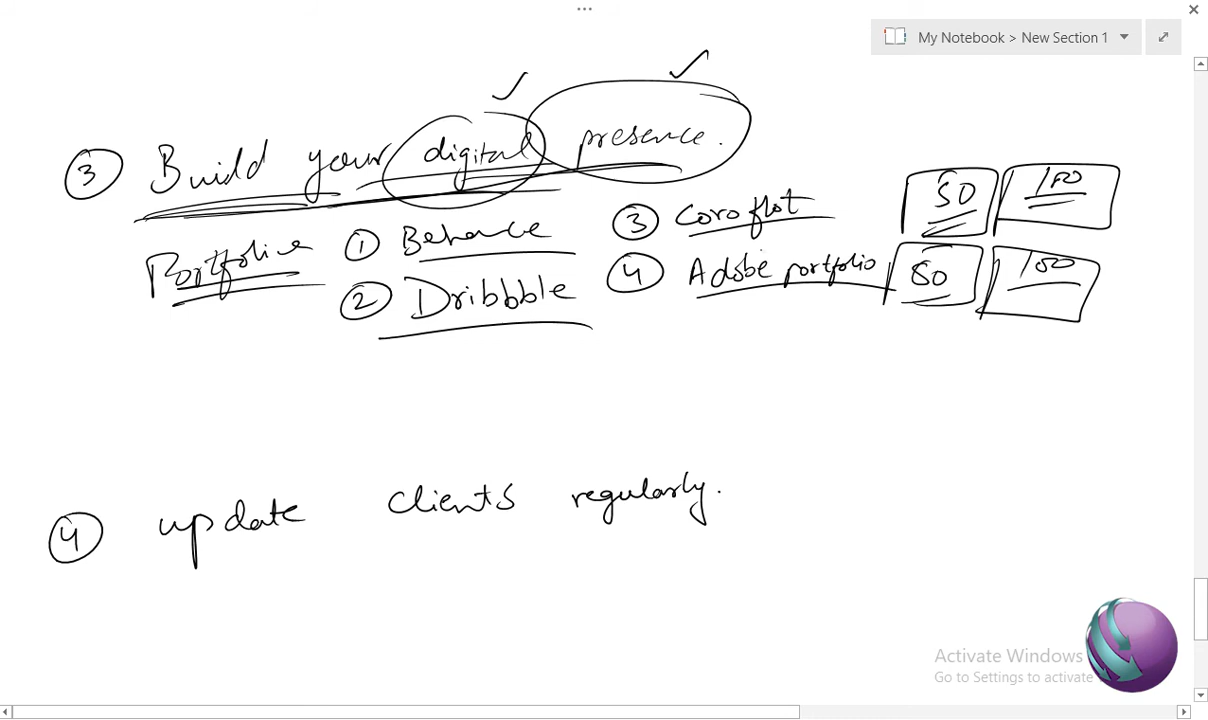 ...
My Notebook > New Section 1
③ Build your digital presence.
Portfolio ① Behance ③ Coroflot 50 100
② Dribbble ④ Adobe portfolio 50 100
④ update clients regularly.
Activate Windows
Go to Settings to activate